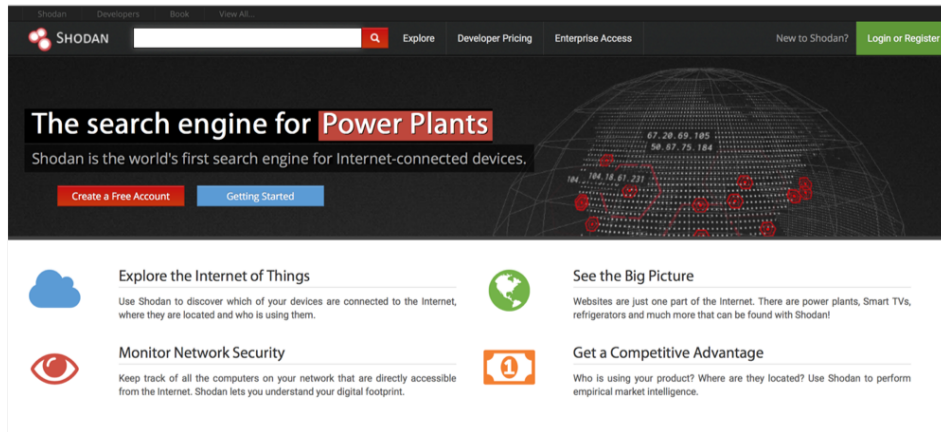 Shodan Developers Book View All...
SHODAN Explore Developer Pricing Enterprise Access New to Shodan? Login or Register
The search engine for Power Plants
Shodan is the world's first search engine for Internet-connected devices.
Create a Free Account Getting Started
67.20.69.105
50.67.75.184
104.18.61.231
104
Explore the Internet of Things
Use Shodan to discover which of your devices are connected to the Internet,
where they are located and who is using them.
See the Big Picture
Websites are just one part of the Internet. There are power plants, Smart TVs,
refrigerators and much more that can be found with Shodan!
Monitor Network Security
Keep track of all the computers on your network that are directly accessible
from the Internet. Shodan lets you understand your digital footprint.
1
Get a Competitive Advantage
Who is using your product? Where are they located? Use Shodan to perform
empirical market intelligence.